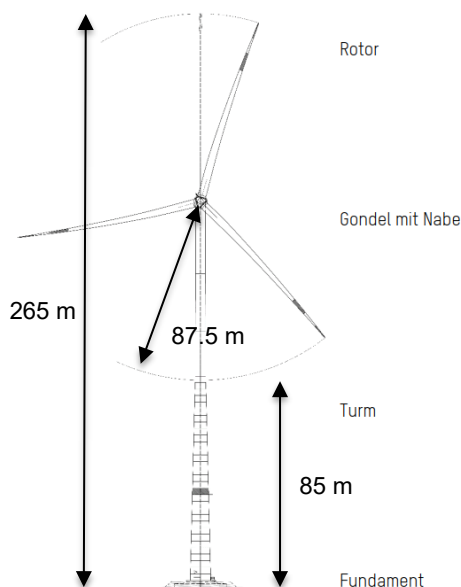 Rotor
Gondel mit Nabe
265 m
87.5 m
Turm
85 m
Fundament